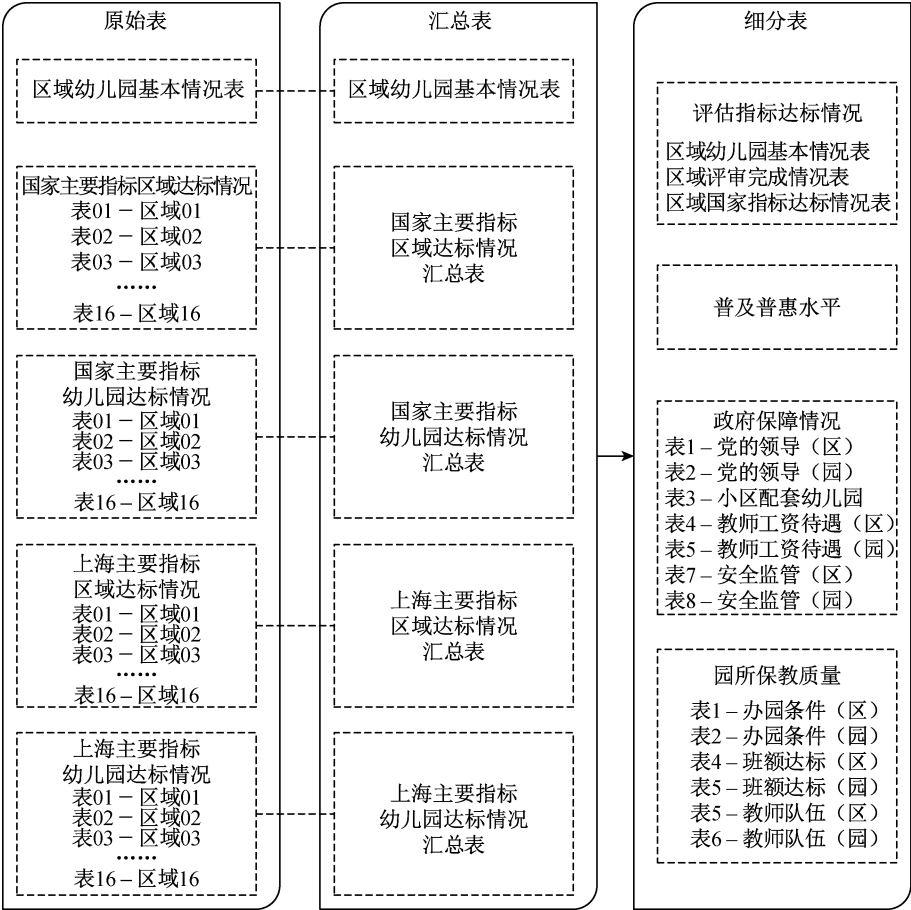 原始表
区域幼儿园基本情况表
国家主要指标区域达标情况
表01－区域01
表02－区域02
表03－区域03
……
表16–区域16
国家主要指标
幼儿园达标情况
表01－区域01
表02－区域02
表03－区域03
……
表16–区域16
上海主要指标
区域达标情况
表01－区域01
表02－区域02
表03－区域03
……
表16–区域16
上海主要指标
幼儿园达标情况
表01－区域01
表02－区域02
表03－区域03
……
表16–区域16
汇总表
区域幼儿园基本情况表
国家主要指标
区域达标情况
汇总表
国家主要指标
幼儿园达标情况
汇总表
上海主要指标
区域达标情况
汇总表
上海主要指标
幼儿园达标情况
汇总表
细分表
评估指标达标情况
区域幼儿园基本情况表
区域评审完成情况表
区域国家指标达标情况表
普及普惠水平
政府保障情况
表1–党的领导（区）
表2–党的领导（园）
表3–小区配套幼儿园
表4–教师工资待遇（区）
表5–教师工资待遇（园）
表7–安全监管（区）
表8–安全监管（园）
园所保教质量
表1–办园条件（区）
表2–办园条件（园）
表4–班额达标（区）
表5–班额达标（园）
表5–教师队伍（区）
表6–教师队伍（园）